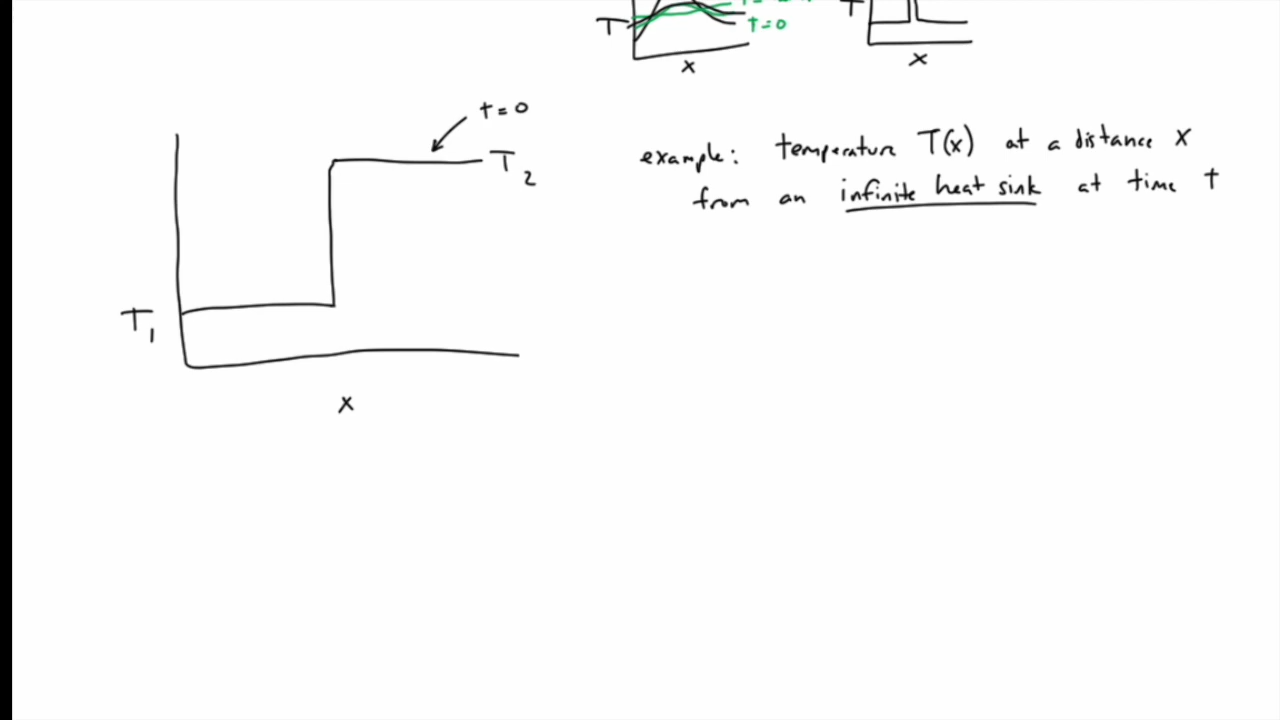 T
t=0
x
T
x
t=0
T2
T1
x
example: temperature T(x) at a distance x
from an infinite heat sink at time t